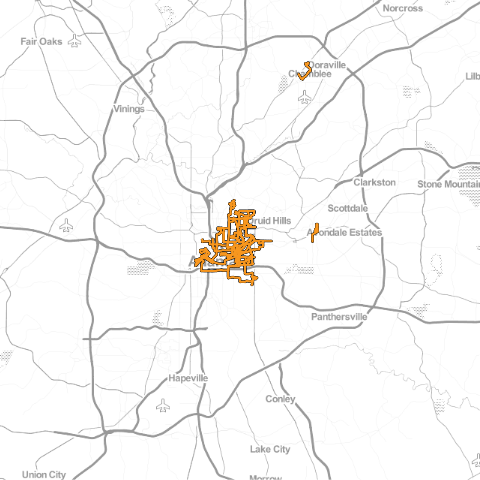 Norcross
Fair Oaks
Doraville
Chamblee
Vinings
Clarkston
Stone Mountain
Scottdale
Druid Hills
Avondale Estates
Panthersville
Hapeville
Conley
Lake City
Union City
Morrow